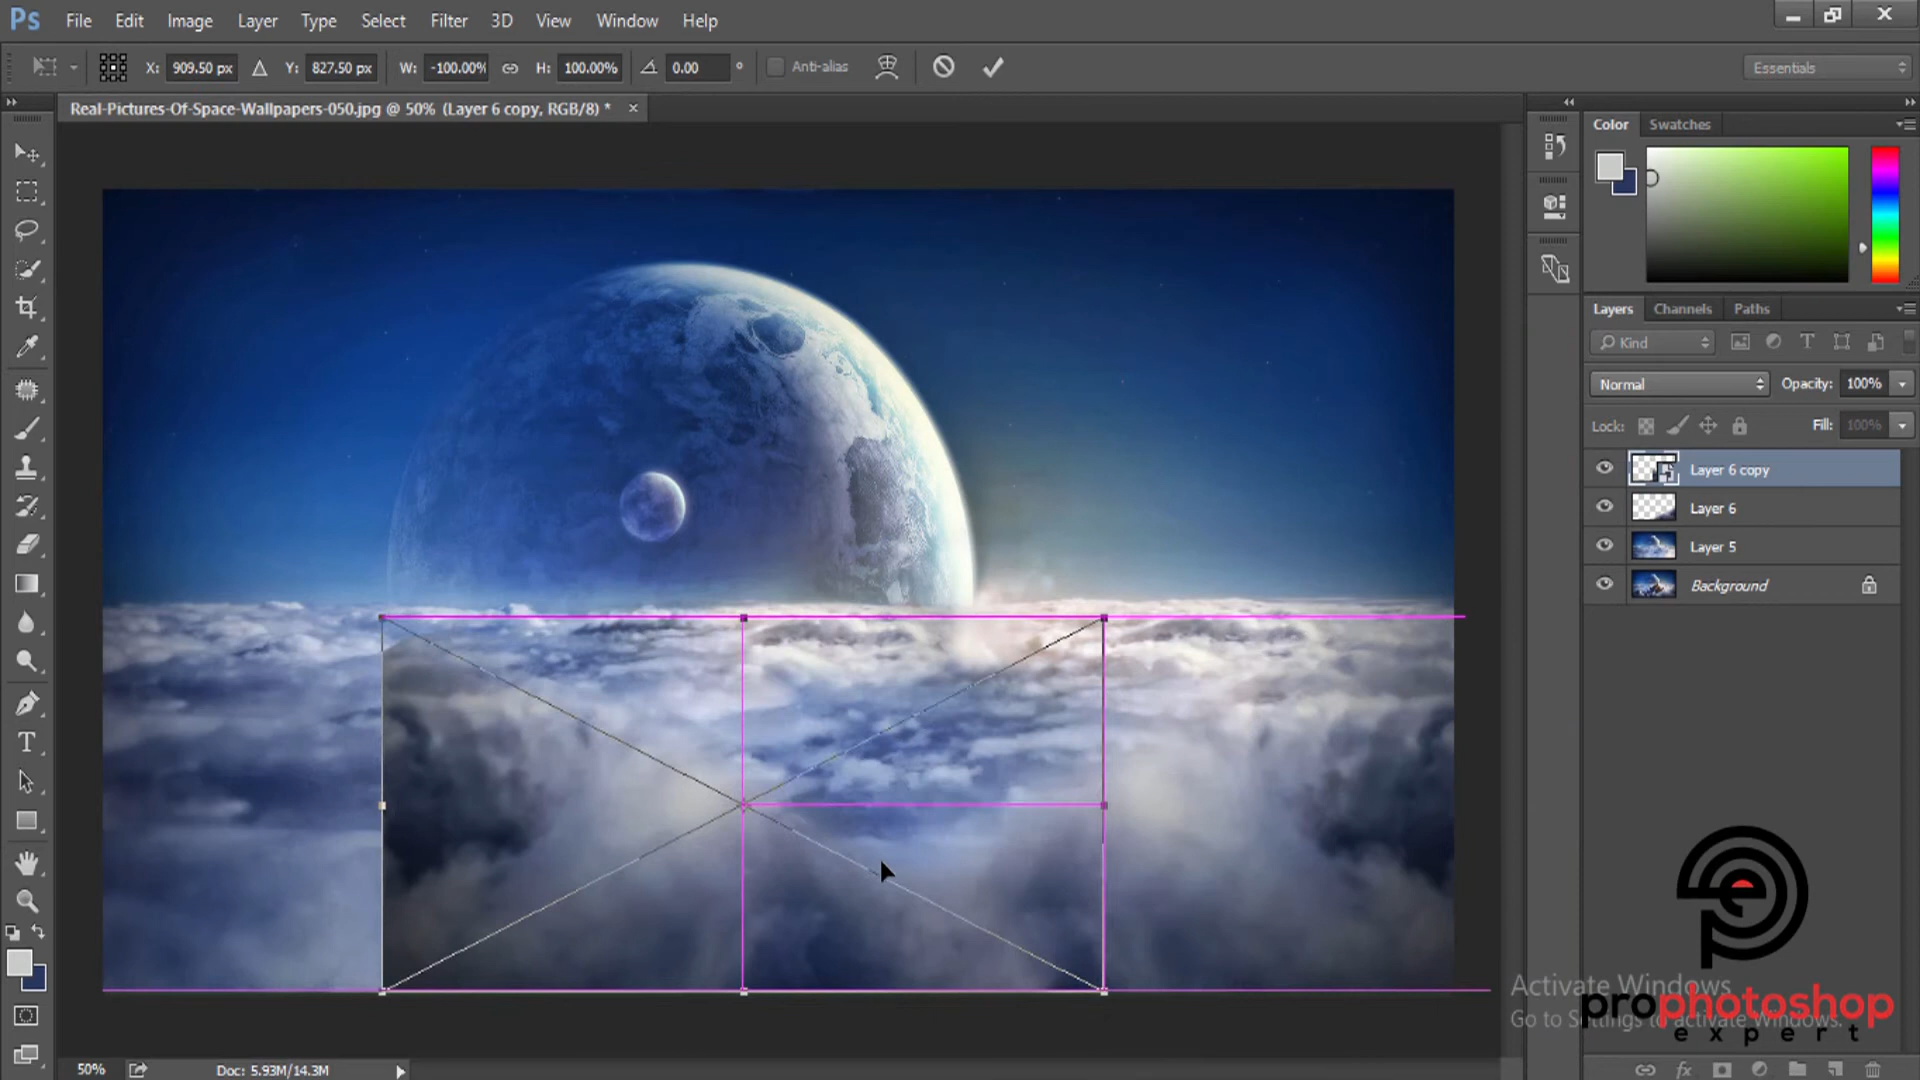 Ps File Edit Image Layer Type Select Filter 3D View Window Help
X: 909.50 px Y: 827.50 px W: -100.00% H: 100.00% 0.00 ° Anti-alias Essentials
Real-Pictures-Of-Space-Wallpapers-050.jpg @ 50% (Layer 6 copy, RGB/8) * ×
Color Swatches
Layers Channels Paths
Kind
Normal Opacity: 100%
Lock: Fill: 100%
Layer 6 copy
Layer 6
Layer 5
Background
Activate Windows
Go to Settings to activate Windows.
prophotoshop
expert
50% Doc: 5.93M/14.3M
fx